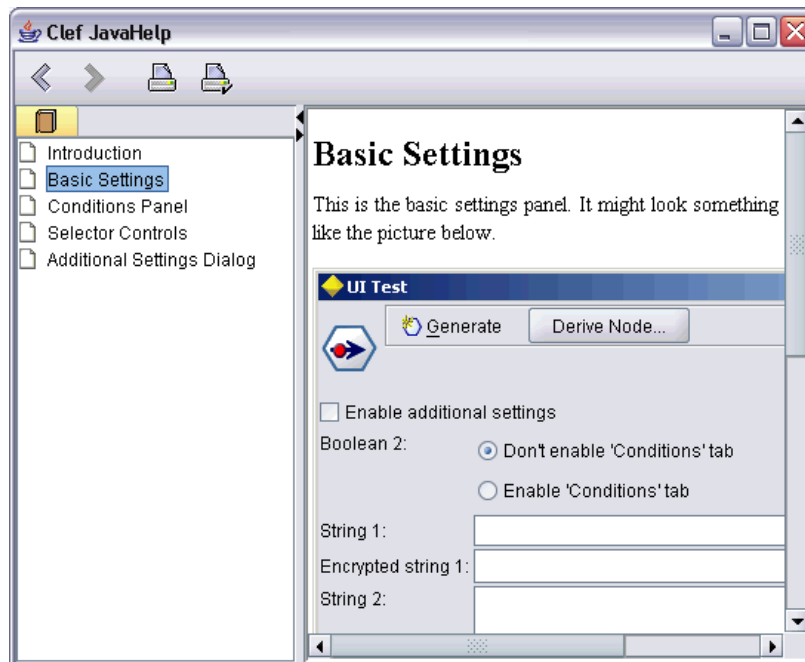 Clef JavaHelp
Introduction
Basic Settings
Conditions Panel
Selector Controls
Additional Settings Dialog
Basic Settings
This is the basic settings panel. It might look something
like the picture below.
UI Test
Generate
Derive Node...
Enable additional settings
Boolean 2:
Don't enable 'Conditions' tab
Enable 'Conditions' tab
String 1:
Encrypted string 1:
String 2: